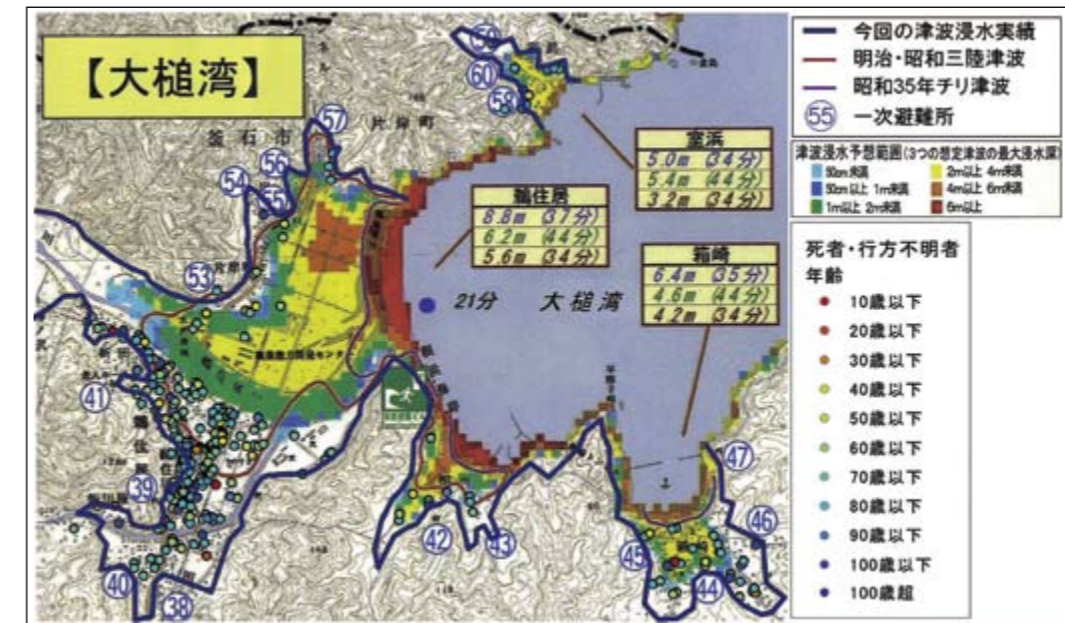 【大槌湾】
今回の津波浸水実績
明治・昭和三陸津波
昭和35年チリ津波
55 一次避難所
津波浸水予想範囲(3つの想定津波の最大浸水深)
50cm未満
50cm以上 1m未満
1m以上 2m未満
2m以上 4m未満
4m以上 6m未満
6m以上
死者・行方不明者
年齢
10歳以下
20歳以下
30歳以下
40歳以下
50歳以下
60歳以下
70歳以下
80歳以下
90歳以下
100歳以下
100歳超
室浜
5.0m (34分)
5.4m (44分)
3.2m (34分)
鵜住居
8.8m (37分)
6.2m (44分)
5.6m (34分)
箱崎
6.4m (35分)
4.6m (44分)
4.2m (34分)
21分 大槌湾
釜石市
片岸町
59
60
58
57
56
54
55
53
41
39
40
38
42
43
45
44
46
47